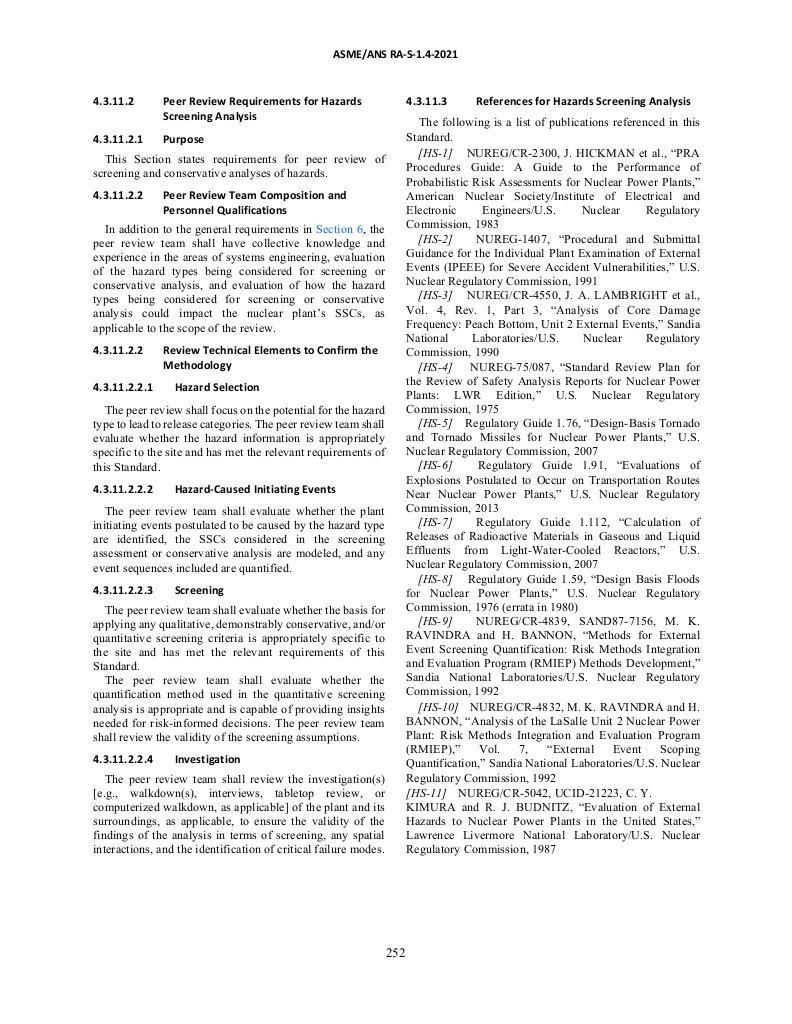 ASME/ANS RA-S-1.4-2021
4.3.11.2 Peer Review Requirements for Hazards
Screening Analysis
4.3.11.2.1 Purpose
This Section states requirements for peer review of
screening and conservative analyses of hazards.
4.3.11.2.2 Peer Review Team Composition and
Personnel Qualifications
In addition to the general requirements in Section 6, the
peer review team shall have collective knowledge and
experience in the areas of systems engineering, evaluation
of the hazard types being considered for screening or
conservative analysis, and evaluation of how the hazard
types being considered for screening or conservative
analysis could impact the nuclear plant’s SSCs, as
applicable to the scope of the review.
4.3.11.2.2 Review Technical Elements to Confirm the
Methodology
4.3.11.2.2.1 Hazard Selection
The peer review shall focus on the potential for the hazard
type to lead to release categories. The peer review team shall
evaluate whether the hazard information is appropriately
specific to the site and has met the relevant requirements of
this Standard.
4.3.11.2.2.2 Hazard-Caused Initiating Events
The peer review team shall evaluate whether the plant
initiating events postulated to be caused by the hazard type
are identified, the SSCs considered in the screening
assessment or conservative analysis are modeled, and any
event sequences included are quantified.
4.3.11.2.2.3 Screening
The peer review team shall evaluate whether the basis for
applying any qualitative, demonstrably conservative, and/or
quantitative screening criteria is appropriately specific to
the site and has met the relevant requirements of this
Standard.
The peer review team shall evaluate whether the
quantification method used in the quantitative screening
analysis is appropriate and is capable of providing insights
needed for risk-informed decisions. The peer review team
shall review the validity of the screening assumptions.
4.3.11.2.2.4 Investigation
The peer review team shall review the investigation(s)
[e.g., walkdown(s), interviews, tabletop review, or
computerized walkdown, as applicable] of the plant and its
surroundings, as applicable, to ensure the validity of the
findings of the analysis in terms of screening, any spatial
interactions, and the identification of critical failure modes.
4.3.11.3 References for Hazards Screening Analysis
The following is a list of publications referenced in this
Standard.
[HS-1] NUREG/CR-2300, J. HICKMAN et al., “PRA
Procedures Guide: A Guide to the Performance of
Probabilistic Risk Assessments for Nuclear Power Plants,”
American Nuclear Society/Institute of Electrical and
Electronic Engineers/U.S. Nuclear Regulatory
Commission, 1983
[HS-2] NUREG-1407, “Procedural and Submittal
Guidance for the Individual Plant Examination of External
Events (IPEEE) for Severe Accident Vulnerabilities,” U.S.
Nuclear Regulatory Commission, 1991
[HS-3] NUREG/CR-4550, J. A. LAMBRIGHT et al.,
Vol. 4, Rev. 1, Part 3, “Analysis of Core Damage
Frequency: Peach Bottom, Unit 2 External Events,” Sandia
National Laboratories/U.S. Nuclear Regulatory
Commission, 1990
[HS-4] NUREG-75/087, “Standard Review Plan for
the Review of Safety Analysis Reports for Nuclear Power
Plants: LWR Edition,” U.S. Nuclear Regulatory
Commission, 1975
[HS-5] Regulatory Guide 1.76, “Design-Basis Tornado
and Tornado Missiles for Nuclear Power Plants,” U.S.
Nuclear Regulatory Commission, 2007
[HS-6] Regulatory Guide 1.91, “Evaluations of
Explosions Postulated to Occur on Transportation Routes
Near Nuclear Power Plants,” U.S. Nuclear Regulatory
Commission, 2013
[HS-7] Regulatory Guide 1.112, “Calculation of
Releases of Radioactive Materials in Gaseous and Liquid
Effluents from Light-Water-Cooled Reactors,” U.S.
Nuclear Regulatory Commission, 2007
[HS-8] Regulatory Guide 1.59, “Design Basis Floods
for Nuclear Power Plants,” U.S. Nuclear Regulatory
Commission, 1976 (errata in 1980)
[HS-9] NUREG/CR-4839, SAND87-7156, M. K.
RAVINDRA and H. BANNON, “Methods for External
Event Screening Quantification: Risk Methods Integration
and Evaluation Program (RMIEP) Methods Development,”
Sandia National Laboratories/U.S. Nuclear Regulatory
Commission, 1992
[HS-10] NUREG/CR-4832, M. K. RAVINDRA and H.
BANNON, “Analysis of the LaSalle Unit 2 Nuclear Power
Plant: Risk Methods Integration and Evaluation Program
(RMIEP),” Vol. 7, “External Event Scoping
Quantification,” Sandia National Laboratories/U.S. Nuclear
Regulatory Commission, 1992
[HS-11] NUREG/CR-5042, UCID-21223, C. Y.
KIMURA and R. J. BUDNITZ, “Evaluation of External
Hazards to Nuclear Power Plants in the United States,”
Lawrence Livermore National Laboratory/U.S. Nuclear
Regulatory Commission, 1987
252